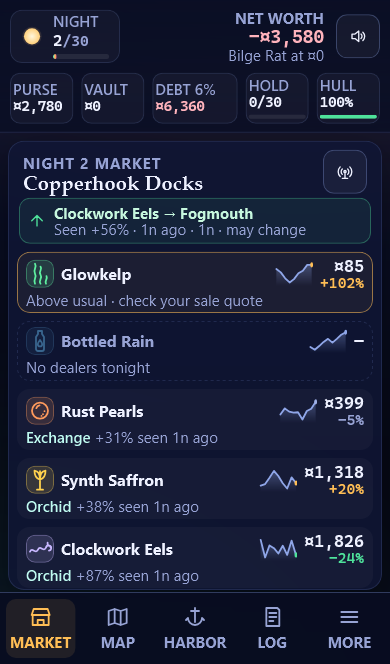 NIGHT
2/30
NET WORTH
−¤3,580
Bilge Rat at ¤0
PURSE
¤2,780
VAULT
¤0
DEBT 6%
¤6,360
HOLD
0/30
HULL
100%
NIGHT 2 MARKET
Copperhook Docks
↑ Clockwork Eels → Fogmouth
Seen +56% · 1n ago · 1n · may change
Glowkelp
¤85
+102%
Above usual · check your sale quote
Bottled Rain
–
No dealers tonight
Rust Pearls
¤399
−5%
Exchange +31% seen 1n ago
Synth Saffron
¤1,318
+20%
Orchid +38% seen 1n ago
Clockwork Eels
¤1,826
−24%
Orchid +87% seen 1n ago
MARKET
MAP
HARBOR
LOG
MORE